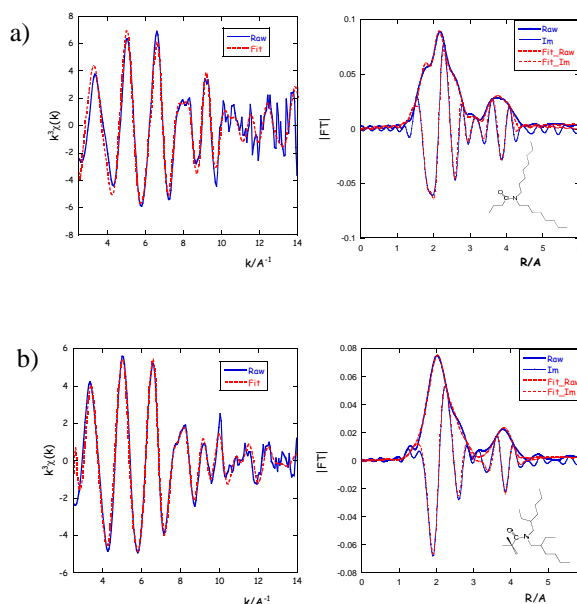 a)
8
6
4
2
0
-2
-4
-6
-8
4
6
8
10
12
14
k³χ(k)
k/A⁻¹
Raw
Fit
0.1
0.05
0
-0.05
-0.1
0
1
2
3
4
5
|FT|
R/A
Raw
Im
Fit_Raw
Fit_Im
O
N
b)
6
4
2
0
-2
-4
-6
4
6
8
10
12
14
k³χ(k)
k/A⁻¹
Raw
Fit
0.08
0.06
0.04
0.02
0
-0.02
-0.04
-0.06
-0.08
0
1
2
3
4
5
|FT|
R/A
Raw
Im
Fit_Raw
Fit_Im
O
C
N